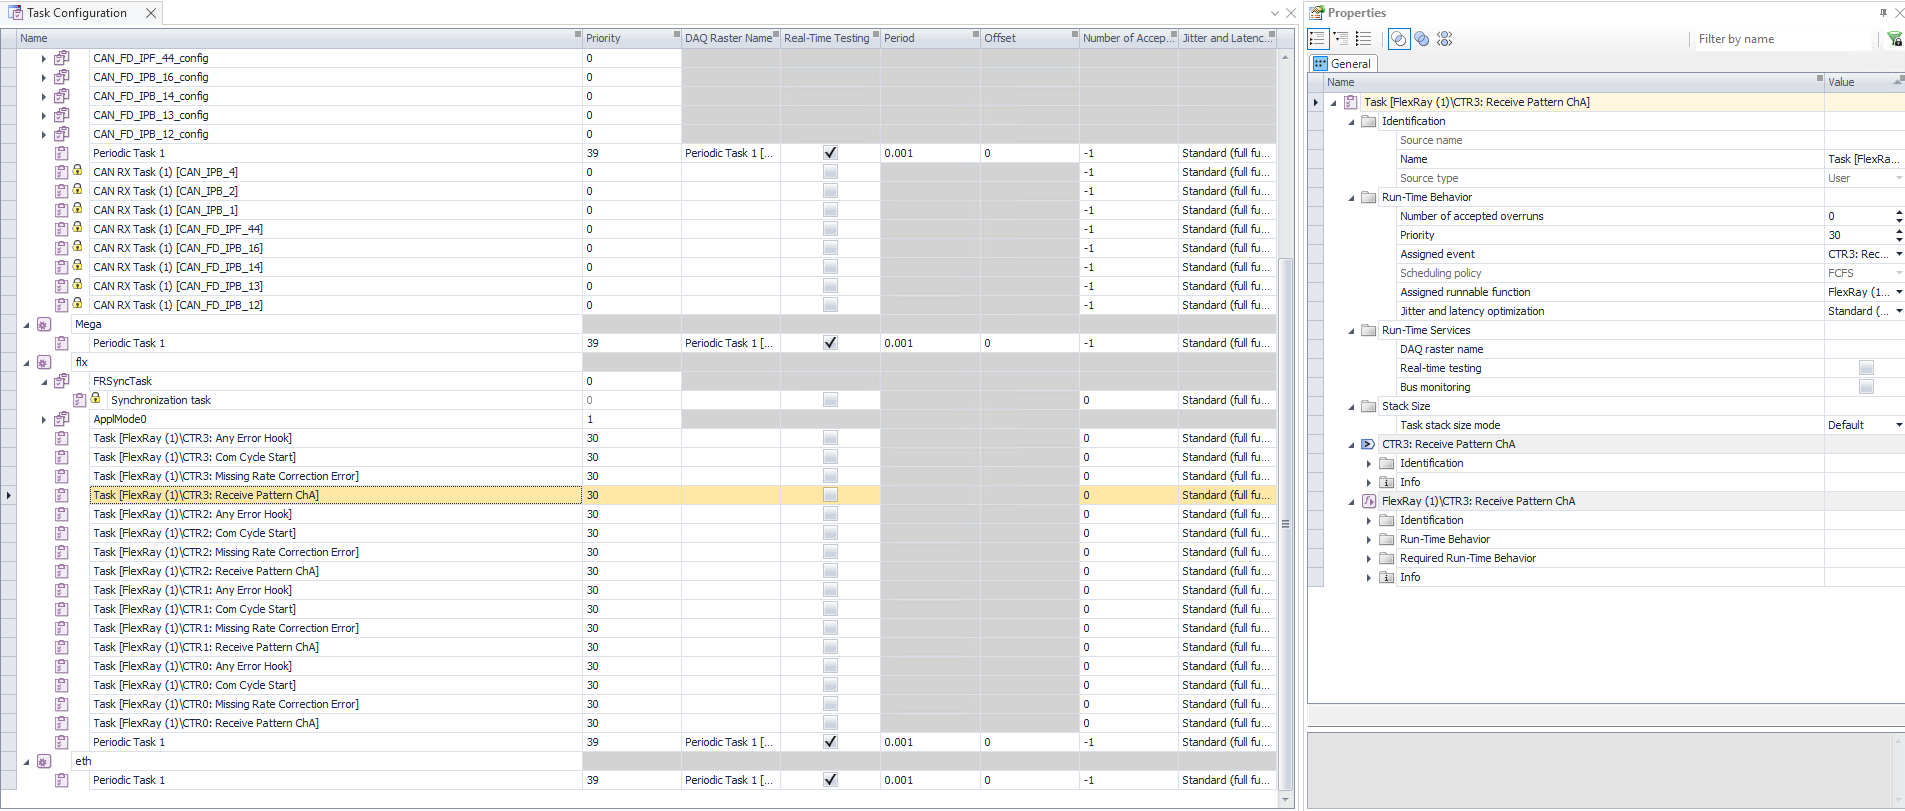 Task Configuration
Name Priority DAQ Raster Name Real-Time Testing Period Offset Number of Accep... Jitter and Latenc...
CAN_FD_IPF_44_config 0
CAN_FD_IPB_16_config 0
CAN_FD_IPB_14_config 0
CAN_FD_IPB_13_config 0
CAN_FD_IPB_12_config 0
Periodic Task 1 39 Periodic Task 1 [... 0.001 0 -1 Standard (full fu...
CAN RX Task (1) [CAN_IPB_4] 0 -1 Standard (full fu...
CAN RX Task (1) [CAN_IPB_2] 0 -1 Standard (full fu...
CAN RX Task (1) [CAN_IPB_1] 0 -1 Standard (full fu...
CAN RX Task (1) [CAN_FD_IPF_44] 0 -1 Standard (full fu...
CAN RX Task (1) [CAN_FD_IPB_16] 0 -1 Standard (full fu...
CAN RX Task (1) [CAN_FD_IPB_14] 0 -1 Standard (full fu...
CAN RX Task (1) [CAN_FD_IPB_13] 0 -1 Standard (full fu...
CAN RX Task (1) [CAN_FD_IPB_12] 0 -1 Standard (full fu...
Mega
Periodic Task 1 39 Periodic Task 1 [... 0.001 0 -1 Standard (full fu...
flx
FRSyncTask 0
Synchronization task 0 0 Standard (full fu...
ApplMode0 1
Task [FlexRay (1)\CTR3: Any Error Hook] 30 0 Standard (full fu...
Task [FlexRay (1)\CTR3: Com Cycle Start] 30 0 Standard (full fu...
Task [FlexRay (1)\CTR3: Missing Rate Correction Error] 30 0 Standard (full fu...
Task [FlexRay (1)\CTR3: Receive Pattern ChA] 30 0 Standard (full fu...
Task [FlexRay (1)\CTR2: Any Error Hook] 30 0 Standard (full fu...
Task [FlexRay (1)\CTR2: Com Cycle Start] 30 0 Standard (full fu...
Task [FlexRay (1)\CTR2: Missing Rate Correction Error] 30 0 Standard (full fu...
Task [FlexRay (1)\CTR2: Receive Pattern ChA] 30 0 Standard (full fu...
Task [FlexRay (1)\CTR1: Any Error Hook] 30 0 Standard (full fu...
Task [FlexRay (1)\CTR1: Com Cycle Start] 30 0 Standard (full fu...
Task [FlexRay (1)\CTR1: Missing Rate Correction Error] 30 0 Standard (full fu...
Task [FlexRay (1)\CTR1: Receive Pattern ChA] 30 0 Standard (full fu...
Task [FlexRay (1)\CTR0: Any Error Hook] 30 0 Standard (full fu...
Task [FlexRay (1)\CTR0: Com Cycle Start] 30 0 Standard (full fu...
Task [FlexRay (1)\CTR0: Missing Rate Correction Error] 30 0 Standard (full fu...
Task [FlexRay (1)\CTR0: Receive Pattern ChA] 30 0 Standard (full fu...
Periodic Task 1 39 Periodic Task 1 [... 0.001 0 -1 Standard (full fu...
eth
Periodic Task 1 39 Periodic Task 1 [... 0.001 0 -1 Standard (full fu...
Properties
Filter by name
General
Name Value
Task [FlexRay (1)\CTR3: Receive Pattern ChA]
Identification
Source name
Name Task [FlexRa...
Source type User
Run-Time Behavior
Number of accepted overruns 0
Priority 30
Assigned event CTR3: Rec...
Scheduling policy FCFS
Assigned runnable function FlexRay (1...
Jitter and latency optimization Standard (...
Run-Time Services
DAQ raster name
Real-time testing
Bus monitoring
Stack Size
Task stack size mode Default
CTR3: Receive Pattern ChA
Identification
Info
FlexRay (1)\CTR3: Receive Pattern ChA
Identification
Run-Time Behavior
Required Run-Time Behavior
Info